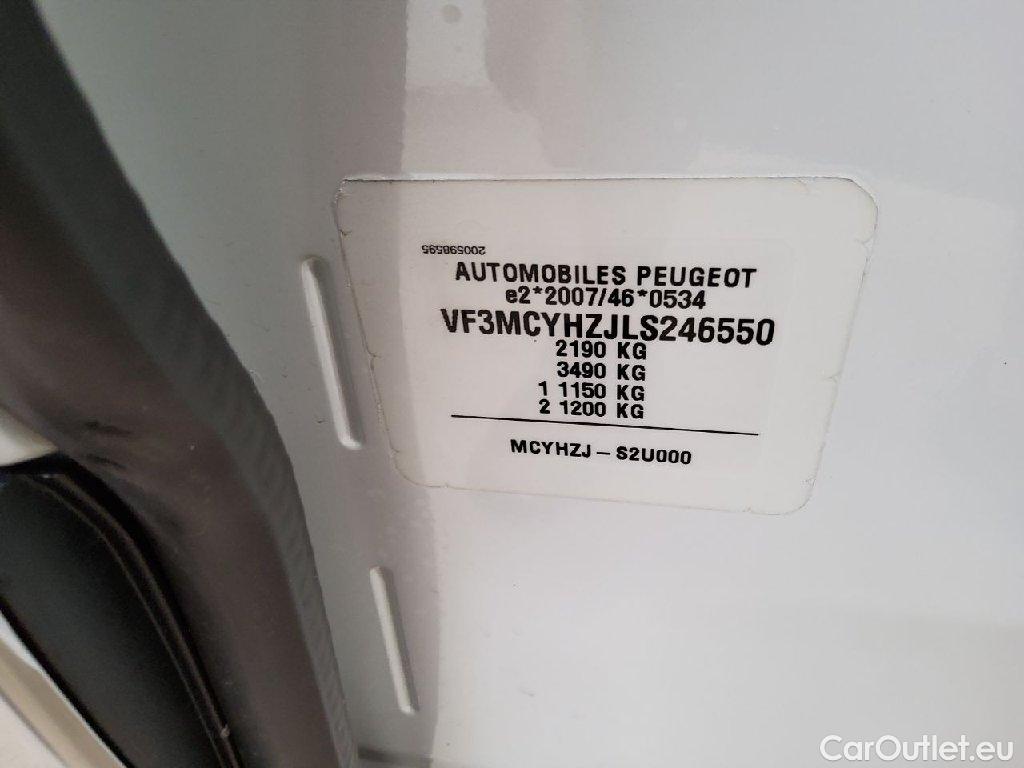 200598595
AUTOMOBILES PEUGEOT
e2*2007/46*0534
VF3MCYHZJLS246550
2190 KG
3490 KG
1 1150 KG
2 1200 KG
MCYHZJ – S2U000
CarOutlet.eu